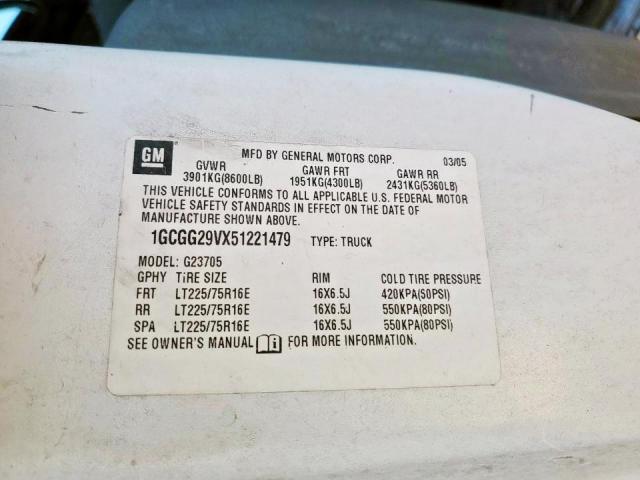 GM MFD BY GENERAL MOTORS CORP. 03/05
GVWR GAWR FRT GAWR RR
3901KG(8600LB) 1951KG(4300LB) 2431KG(5360LB)
THIS VEHICLE CONFORMS TO ALL APPLICABLE U.S. FEDERAL MOTOR
VEHICLE SAFETY STANDARDS IN EFFECT ON THE DATE OF
MANUFACTURE SHOWN ABOVE.
1GCGG29VX51221479 TYPE: TRUCK
MODEL: G23705
GPHY TIRE SIZE RIM COLD TIRE PRESSURE
FRT LT225/75R16E 16X6.5J 420KPA(50PSI)
RR LT225/75R16E 16X6.5J 550KPA(80PSI)
SPA LT225/75R16E 16X6.5J 550KPA(80PSI)
SEE OWNER'S MANUAL FOR MORE INFORMATION.